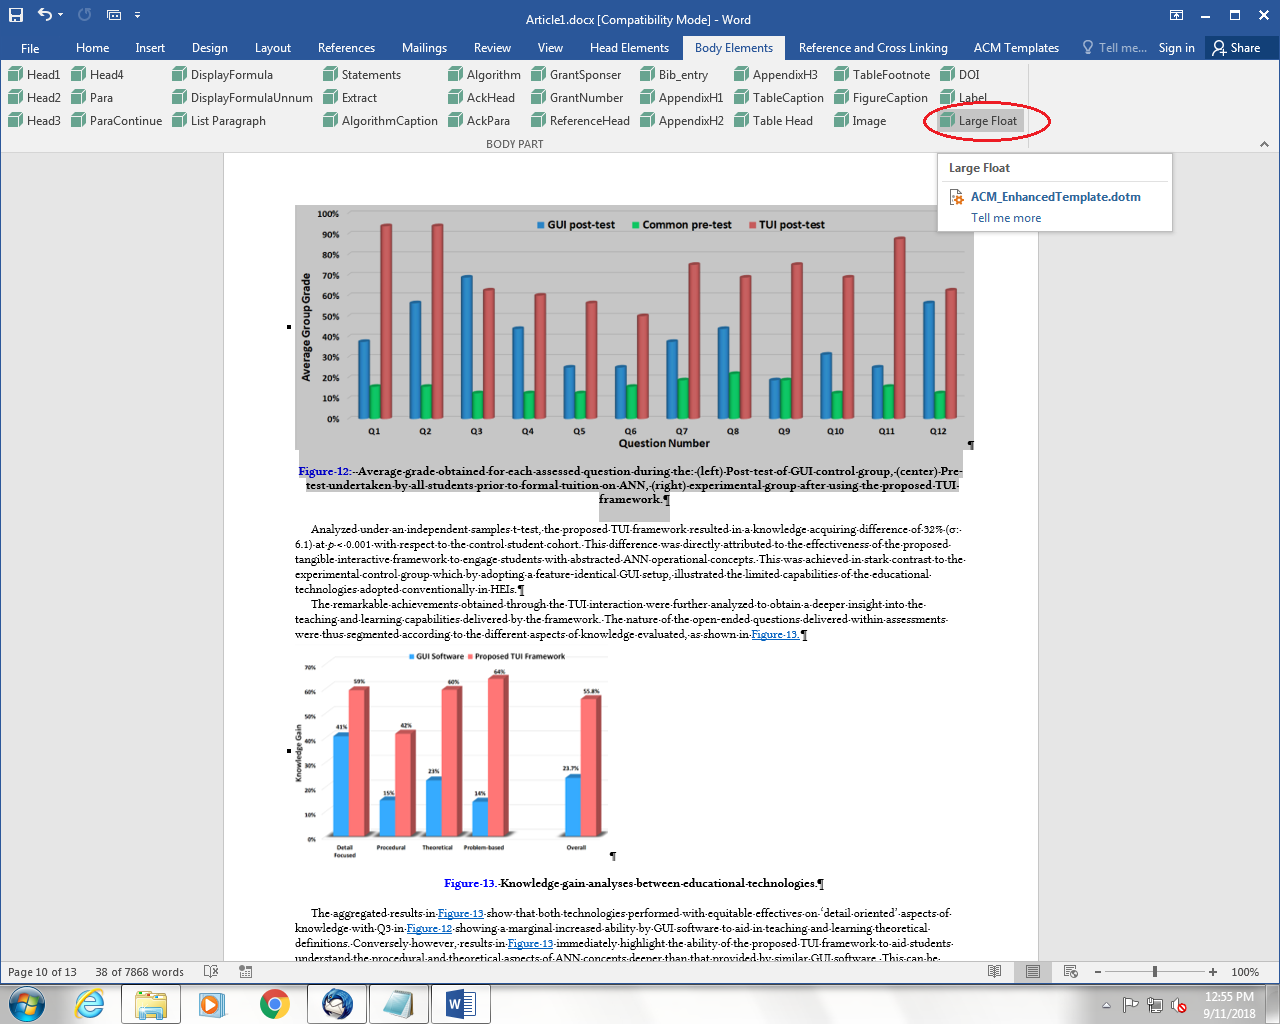 Article1.docx [Compatibility Mode] - Word
File Home Insert Design Layout References Mailings Review View Head Elements Body Elements Reference and Cross Linking ACM Templates Tell me... Sign in Share
Head1 Head4 DisplayFormula Statements Algorithm GrantSponser Bib_entry AppendixH3 TableFootnote DOI
Head2 Para DisplayFormulaUnnum Extract AckHead GrantNumber AppendixH1 TableCaption FigureCaption Label
Head3 ParaContinue List Paragraph AlgorithmCaption AckPara ReferenceHead AppendixH2 Table Head Image Large Float
BODY PART
Large Float
ACM_EnhancedTemplate.dotm
Tell me more
GUI post-test Common pre-test TUI post-test
Average Group Grade
100%
90%
80%
70%
60%
50%
40%
30%
20%
10%
0%
Q1 Q2 Q3 Q4 Q5 Q6 Q7 Q8 Q9 Q10 Q11 Q12
Question Number ¶
Figure·12:·-Average·grade·obtained·for·each·assessed·question·during·the:·(left)·Post-test·of·GUI·control·group,·(center)·Pre-
test·undertaken·by·all·students·prior·to·formal·tuition·on·ANN,·(right)·experimental·group·after·using·the·proposed·TUI·
framework.¶
Analyzed·under·an·independent·samples·t-test,·the·proposed·TUI·framework·resulted·in·a·knowledge·acquiring·difference·of·32%·(σ:·
6.1)·at·p·<·0.001·with·respect·to·the·control·student·cohort.·This·difference·was·directly·attributed·to·the·effectiveness·of·the·proposed·
tangible·interactive·framework·to·engage·students·with·abstracted·ANN·operational·concepts.·This·was·achieved·in·stark·contrast·to·the·
experimental·control·group·which·by·adopting·a·feature-identical·GUI·setup,·illustrated·the·limited·capabilities·of·the·educational·
technologies·adopted·conventionally·in·HEIs.¶
The·remarkable·achievements·obtained·through·the·TUI·interaction·were·further·analyzed·to·obtain·a·deeper·insight·into·the·
teaching·and·learning·capabilities·delivered·by·the·framework.·The·nature·of·the·open-ended·questions·delivered·within·assessments·
were·thus·segmented·according·to·the·different·aspects·of·knowledge·evaluated,·as·shown·in·Figure·13.¶
GUI Software Proposed TUI Framework
Knowledge Gain
70%
60%
50%
40%
30%
20%
10%
0%
41% 59% 15% 42% 23% 60% 14% 64% 23.7% 55.8%
Detail Focused Procedural Theoretical Problem-based Overall ¶
Figure·13.·Knowledge·gain·analyses·between·educational·technologies.¶
The·aggregated·results·in·Figure·13·show·that·both·technologies·performed·with·equitable·effectives·on·‘detail·oriented’·aspects·of·
knowledge·with·Q3·in·Figure·12·showing·a·marginal·increased·ability·by·GUI·software·to·aid·in·teaching·and·learning·theoretical·
definitions.·Conversely·however,·results·in·Figure·13·immediately·highlight·the·ability·of·the·proposed·TUI·framework·to·aid·students·
understand·the·procedural·and·theoretical·aspects·of·ANN·concepts·deeper·than·that·provided·by·similar·GUI·software.·This·can·be·
Page 10 of 13 38 of 7868 words 100%
12:55 PM
9/11/2018